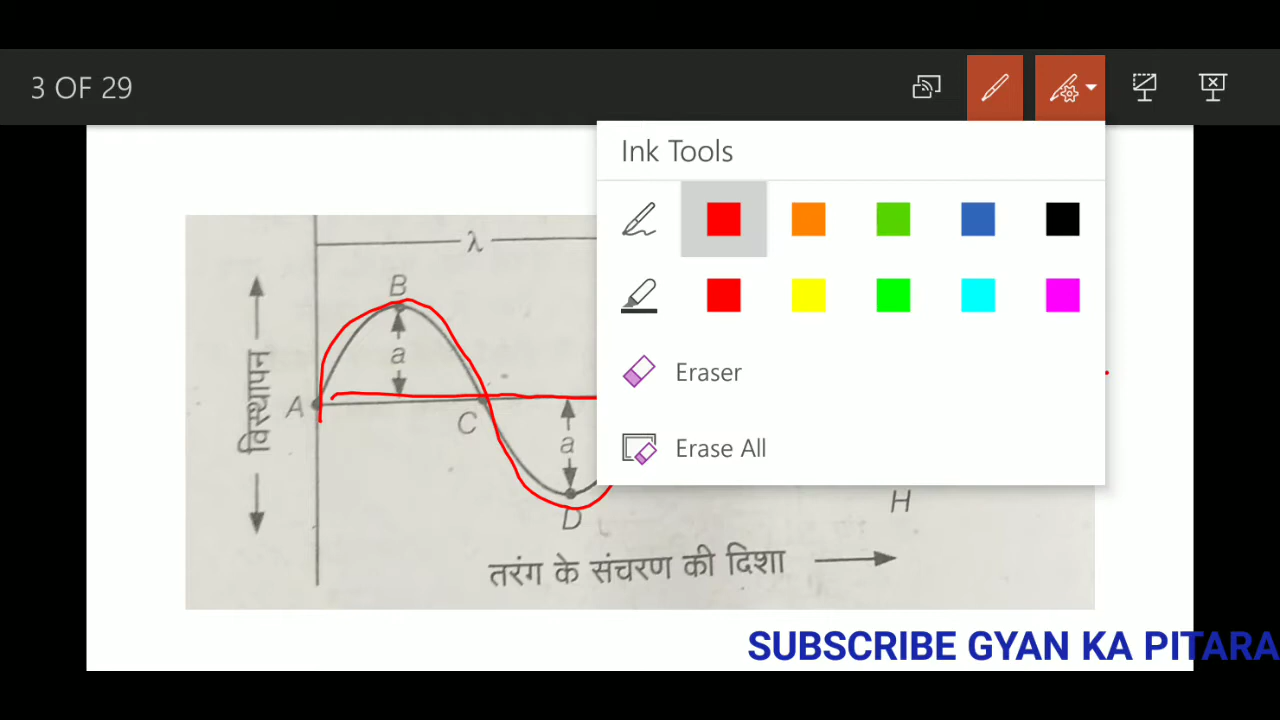 3 OF 29
Ink Tools
Eraser
Erase All
λ
B
a
A
C
a
D
H
विस्थापन
तरंग के संचरण की दिशा
SUBSCRIBE GYAN KA PITARA